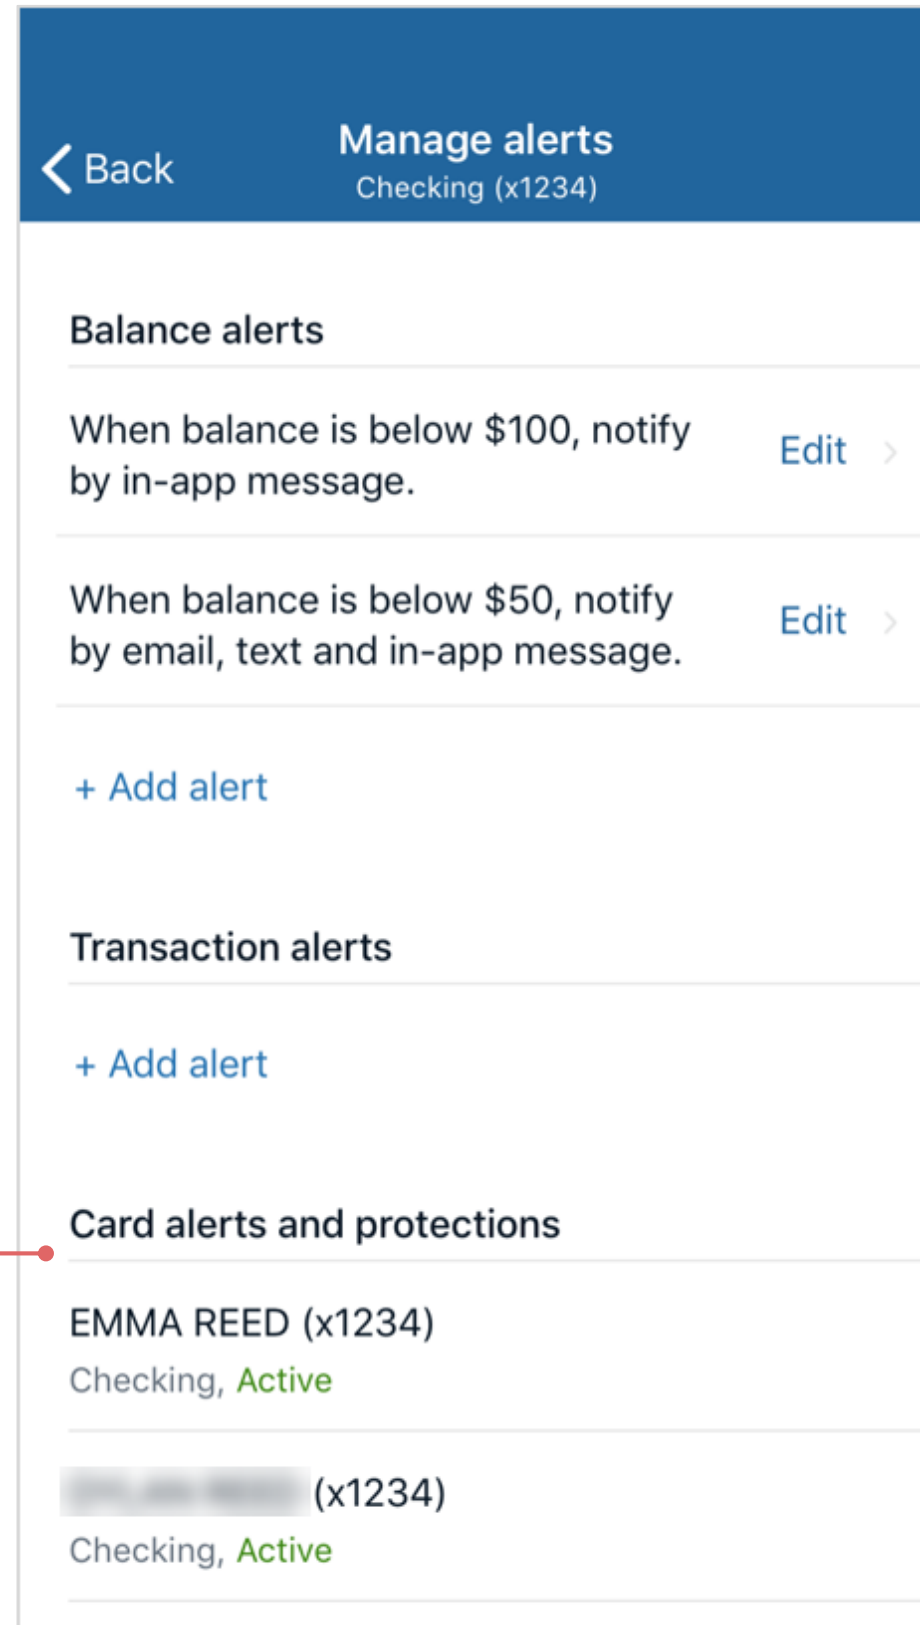 Back
Manage alerts
Checking (x1234)
Balance alerts
When balance is below $100, notify
by in-app message.
Edit
When balance is below $50, notify
by email, text and in-app message.
Edit
+ Add alert
Transaction alerts
+ Add alert
Card alerts and protections
EMMA REED (x1234)
Checking, Active
(x1234)
Checking, Active